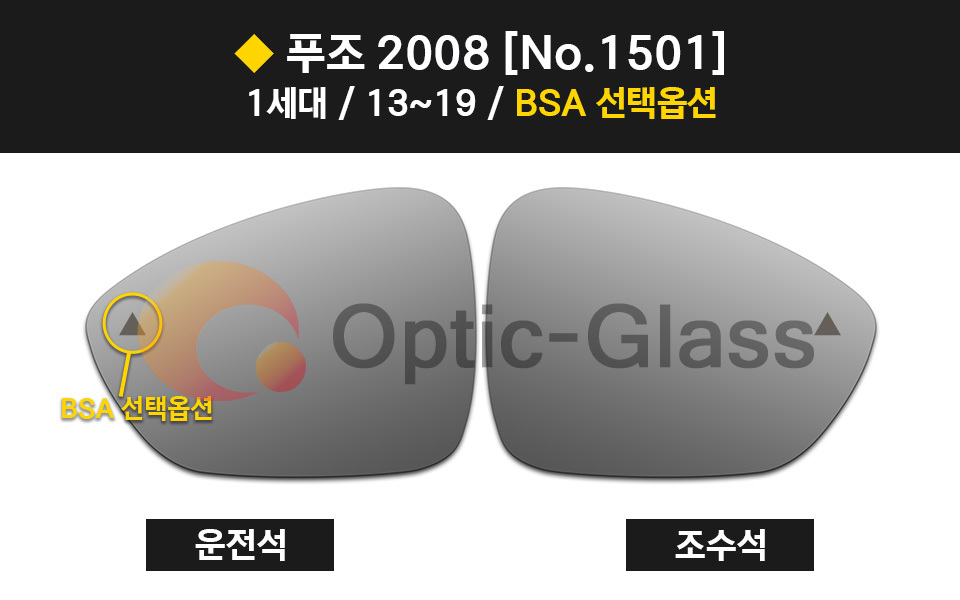 ◆ 푸조 2008 [No.1501]
1세대 / 13~19 / BSA 선택옵션
Optic-Glass
BSA 선택옵션
운전석
조수석